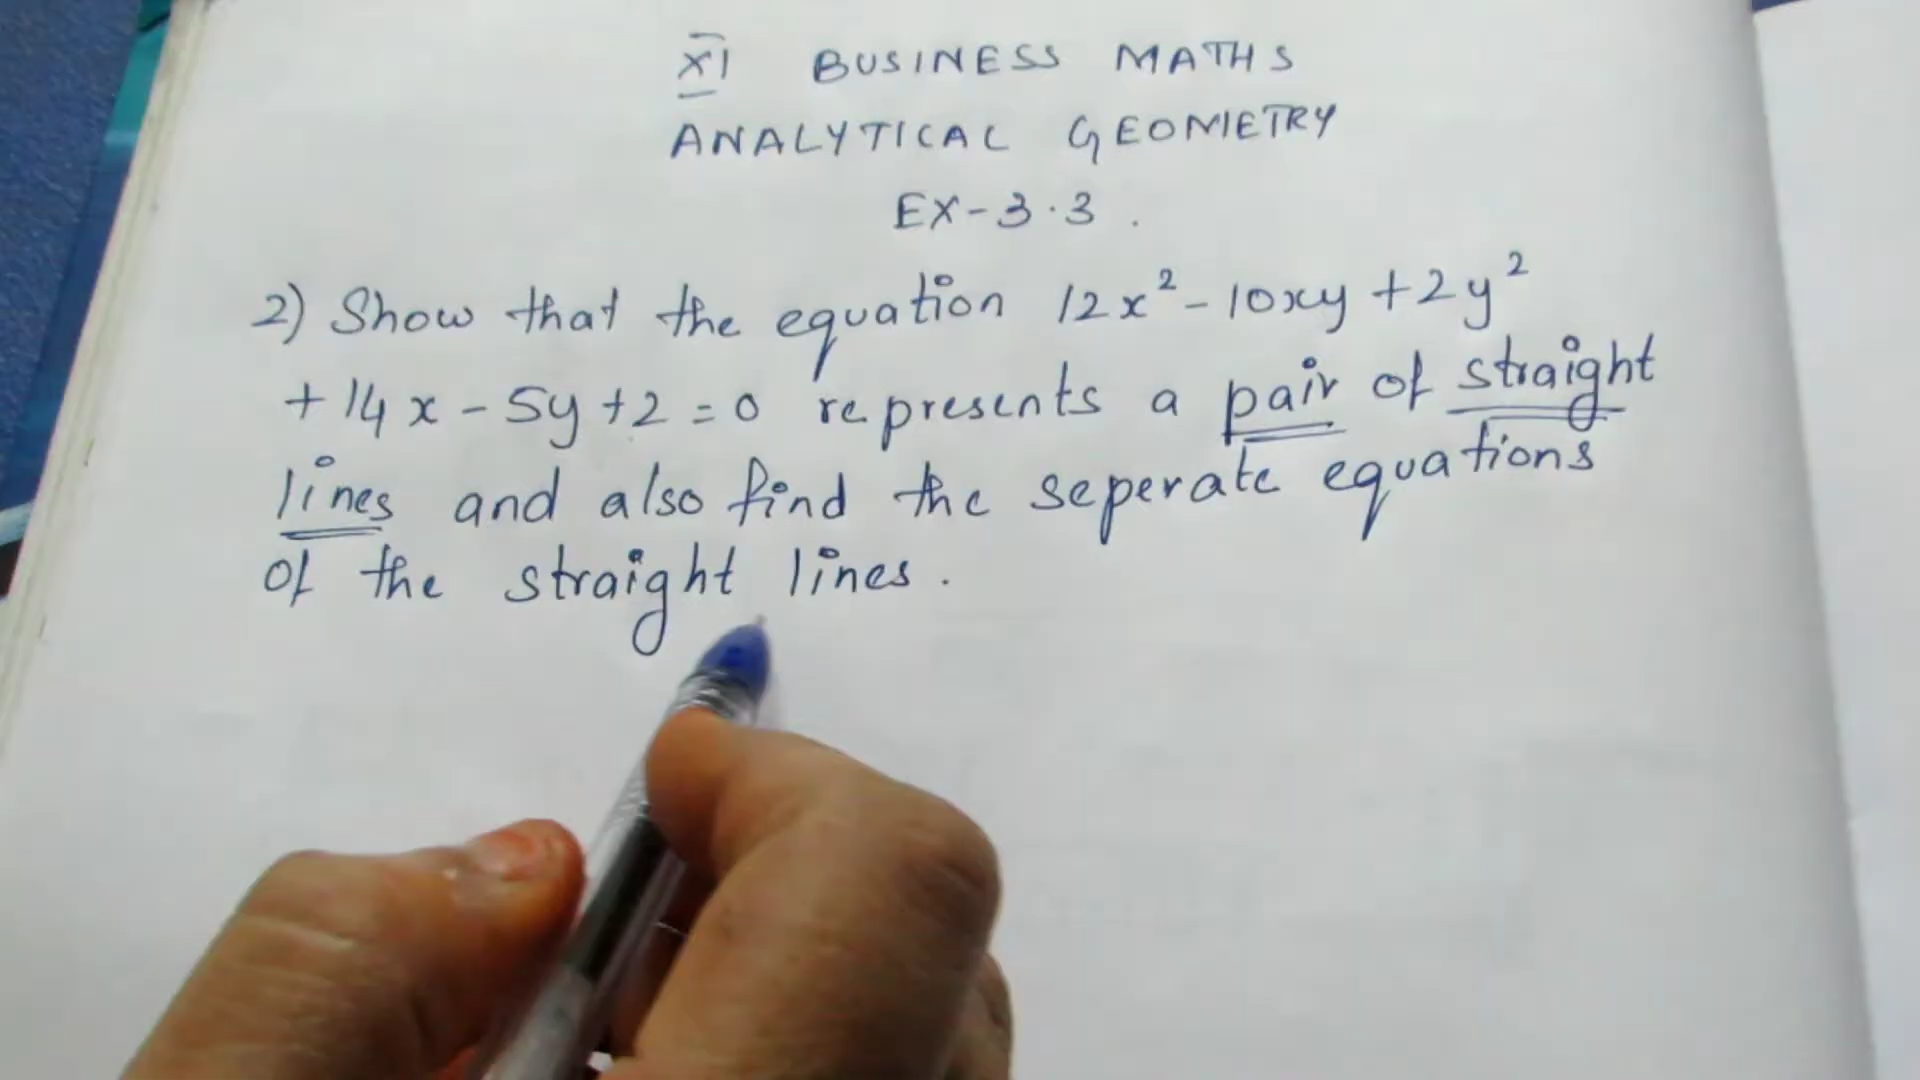 XI BUSINESS MATHS
ANALYTICAL GEOMETRY
EX-3.3.
2) Show that the equation 12x² - 10xy + 2y²
+ 14x - 5y + 2 = 0 represents a pair of straight
lines and also find the seperate equations
of the straight lines.